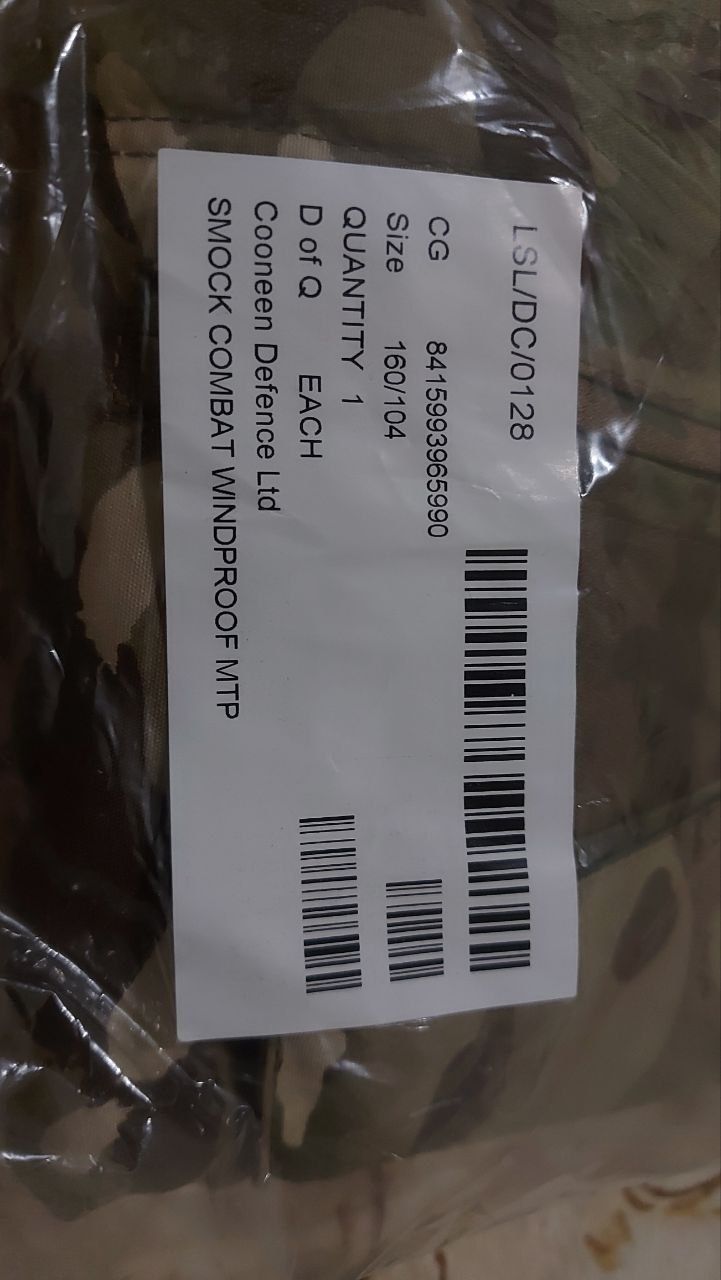 LSL/DC/0128
CG 8415993965990
Size 160/104
QUANTITY 1
D of Q EACH
Cooneen Defence Ltd
SMOCK COMBAT WINDPROOF MTP